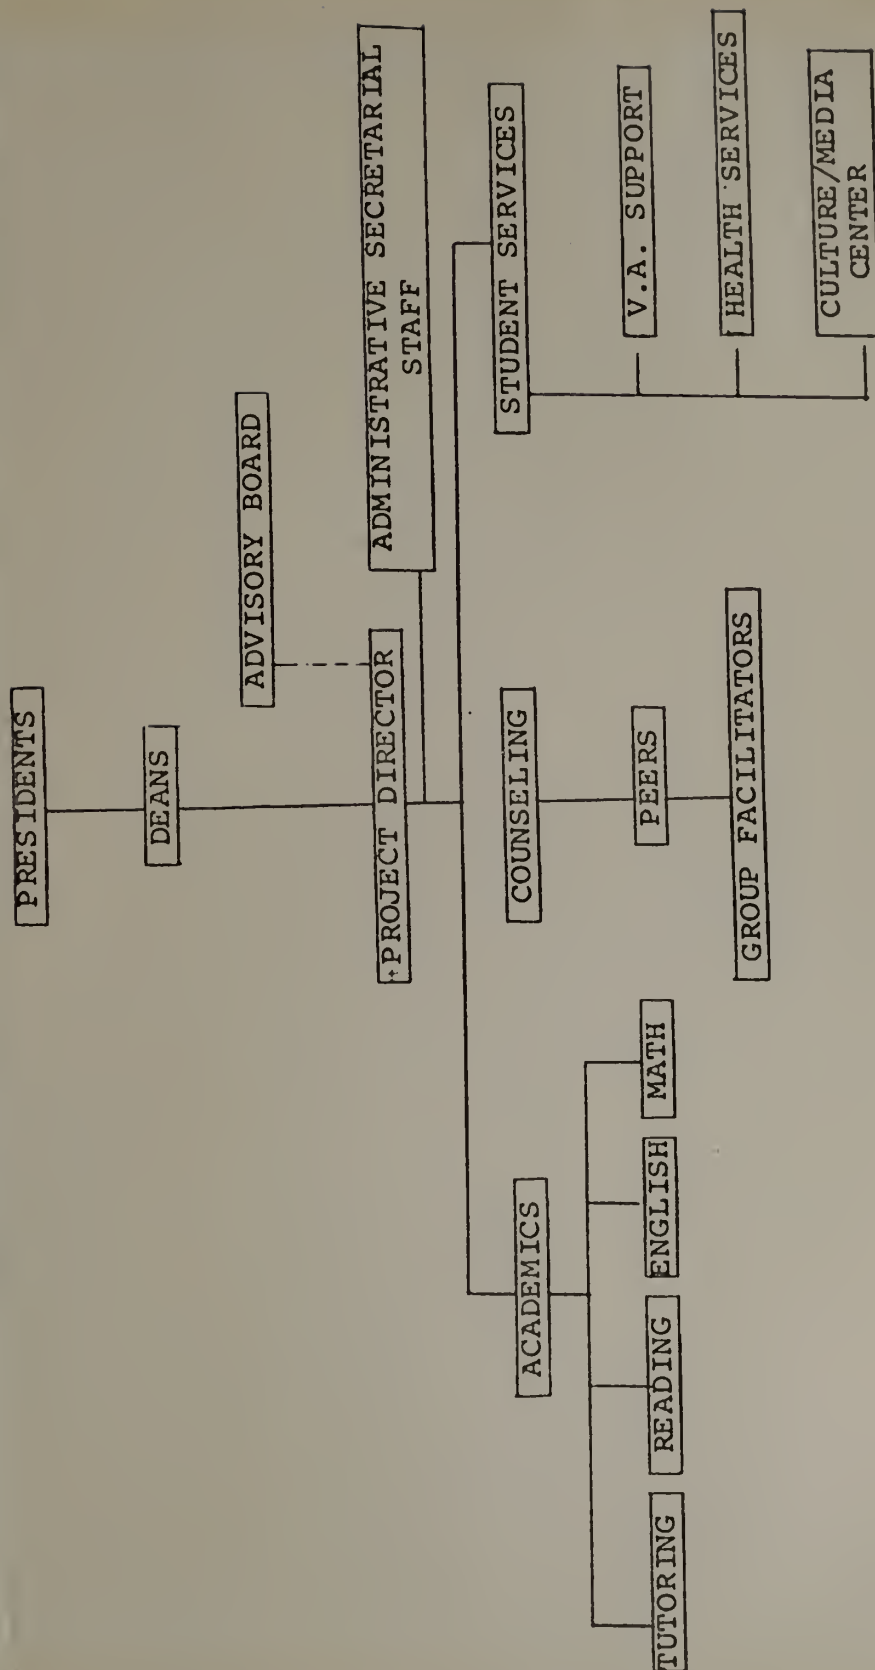 PRESIDENTS
DEANS
ADVISORY BOARD
+PROJECT DIRECTOR
ADMINISTRATIVE SECRETARIAL
STAFF
ACADEMICS
COUNSELING
STUDENT SERVICES
TUTORING
READING
ENGLISH
MATH
PEERS
GROUP FACILITATORS
V.A. SUPPORT
HEALTH SERVICES
CULTURE/MEDIA
CENTER